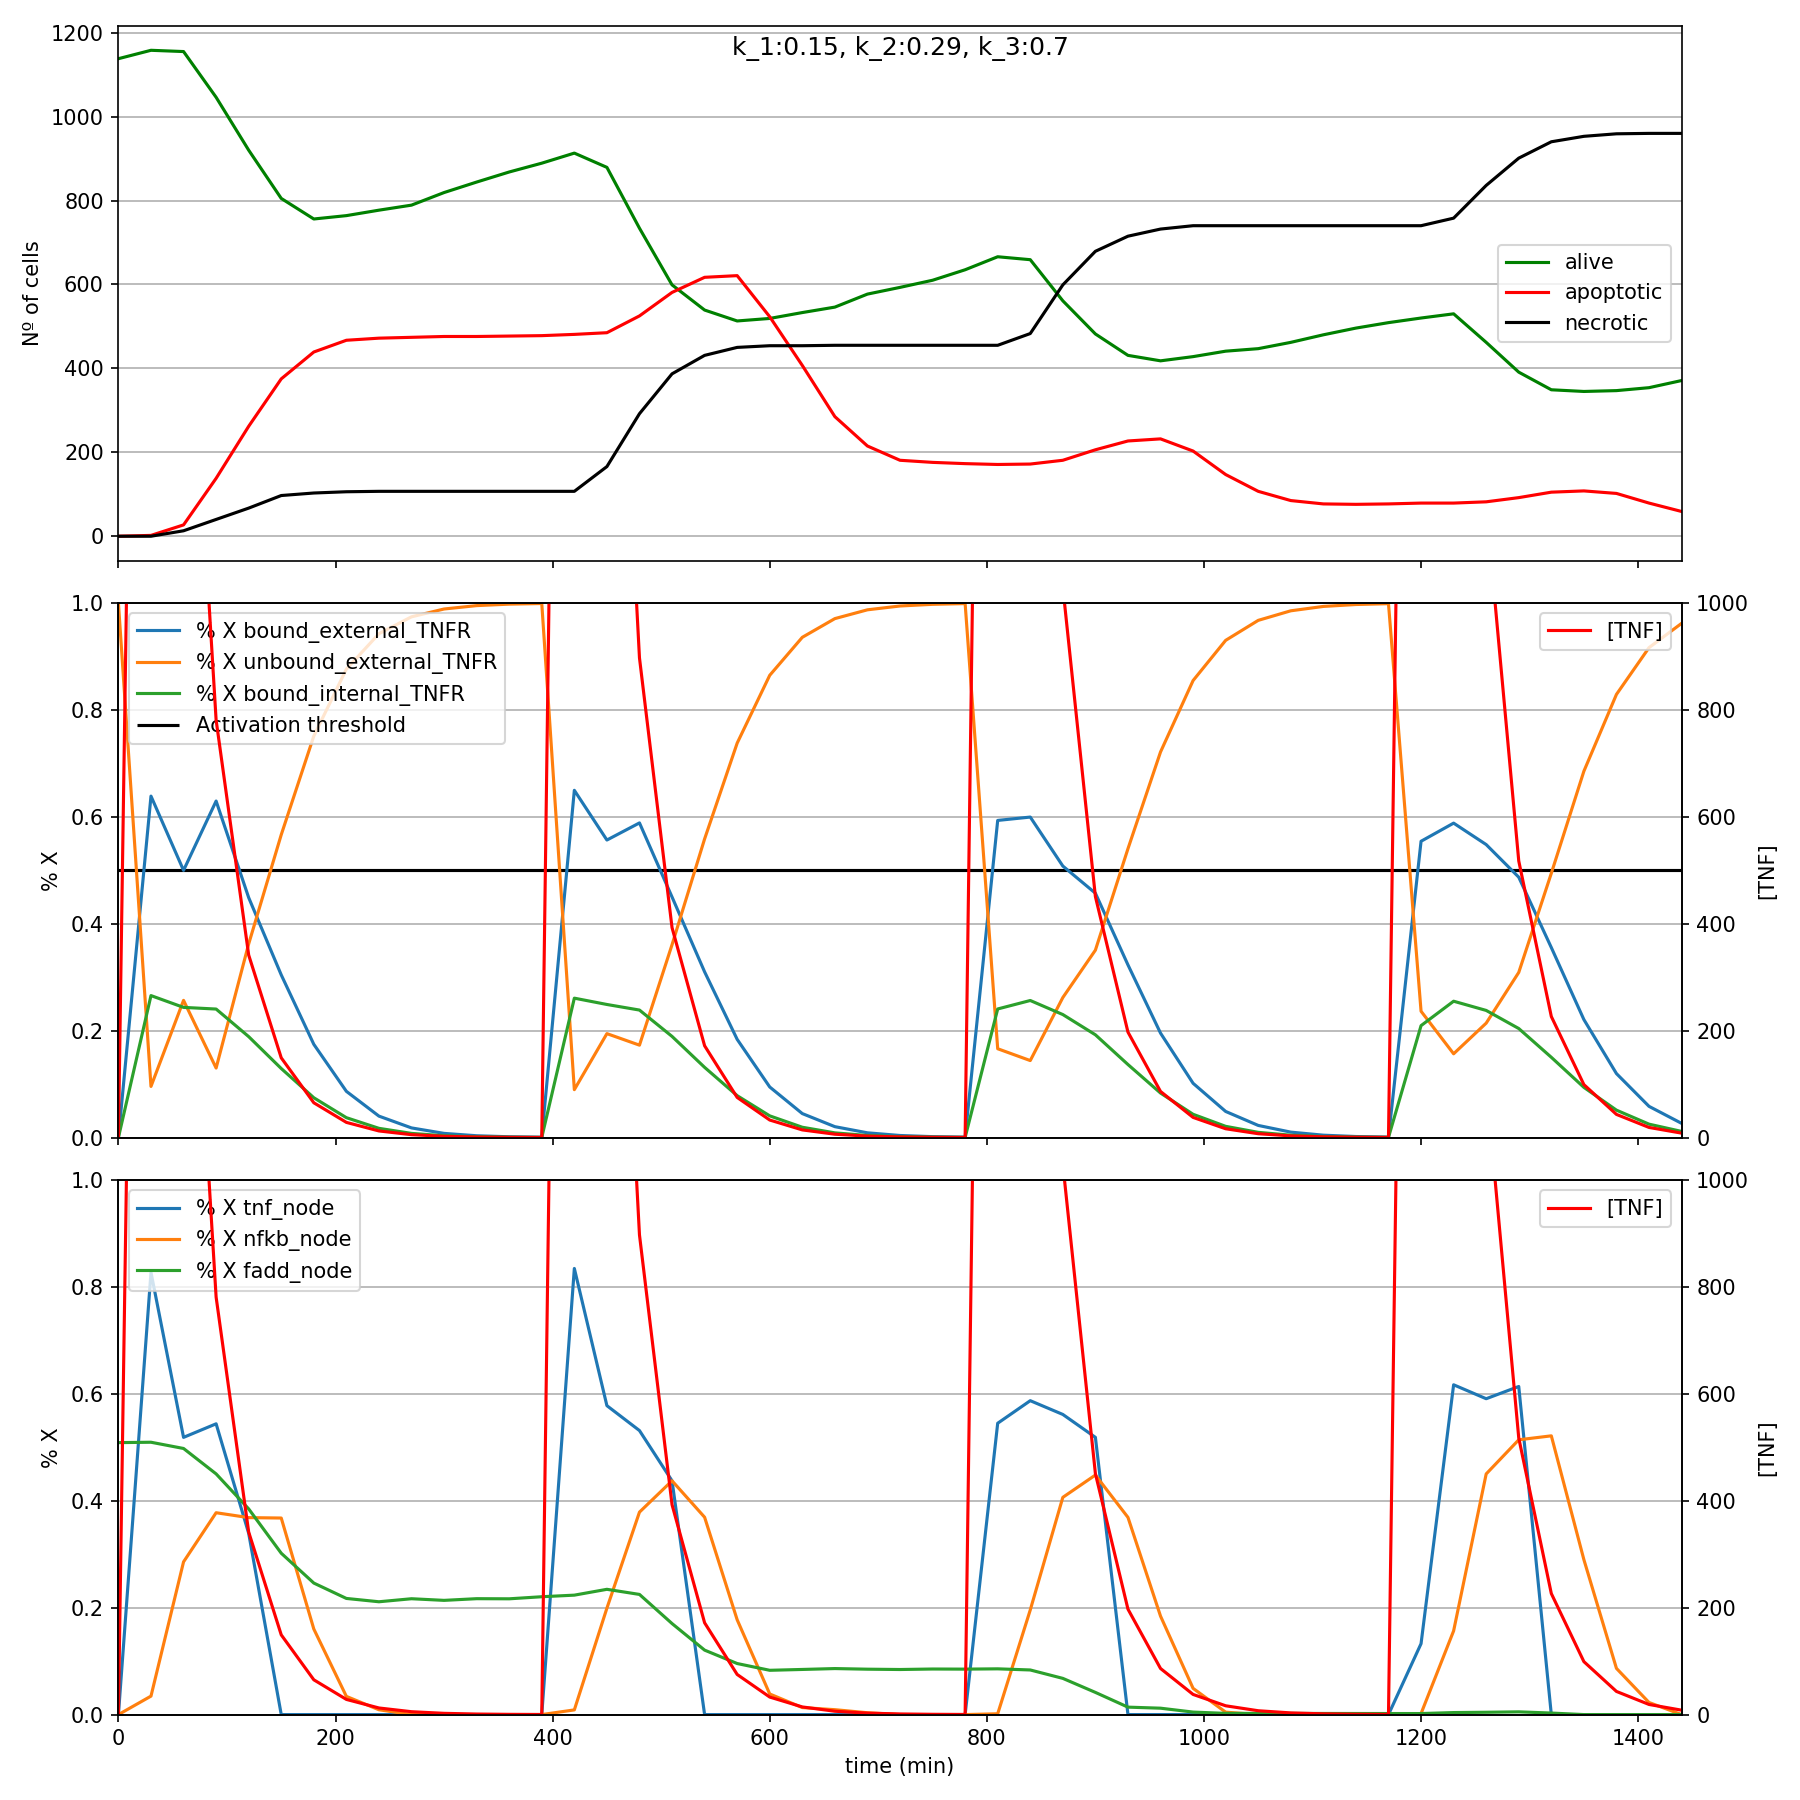 k_1:0.15, k_2:0.29, k_3:0.7
1200
1000
800
600
400
200
0
Nº of cells
alive
apoptotic
necrotic
1.0
0.8
0.6
0.4
0.2
0.0
% X
% X bound_external_TNFR
% X unbound_external_TNFR
% X bound_internal_TNFR
Activation threshold
[TNF]
1000
800
600
400
200
0
[TNF]
1.0
0.8
0.6
0.4
0.2
0.0
% X
% X tnf_node
% X nfkb_node
% X fadd_node
[TNF]
1000
800
600
400
200
0
[TNF]
0 200 400 600 800 1000 1200 1400
time (min)